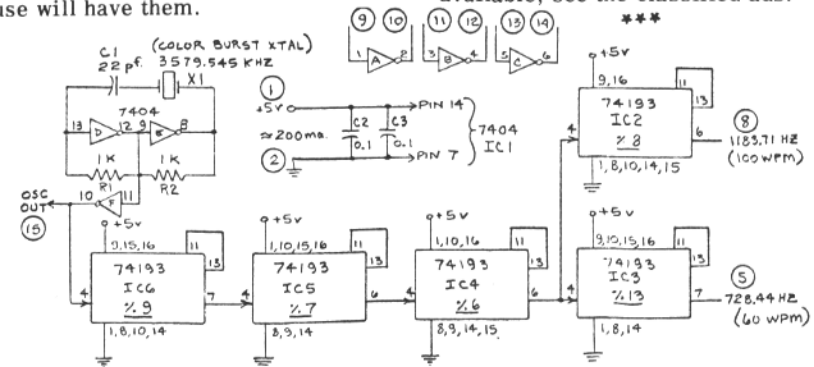 use will have them.
available, see the classified ads.
***
9 10 11 12 13 14
1 A 2 3 B 4 5 C 6
C1
22 pf.
(COLOR BURST XTAL)
3579.545 KHZ
X1
7404
13 D 12 9 E 8
1K 1K
R1 R2
OSC
OUT
15
10 F 11
1
+5v
≈200ma.
2
C2 C3
0.1 0.1
PIN 14
PIN 7
7404
IC1
+5v
9,16 11
74193 13
IC2
4 % 8 6
1,8,10,14,15
8
1183.71 HZ
(100 WPM)
+5v
9,15,16 11
74193 13
IC6
4 % 9 7
1,8,10,14
+5v
1,10,15,16 11
74193 13
IC5
4 % 7 6
8,9,14
+5v
1,10,16 11
74193 13
IC4
4 % 6 6
8,9,14,15.
+5v
9,10,15,16 11
74193 13
IC3
4 % 13 7
1,8,14
5
728.44 HZ
(60 WPM)